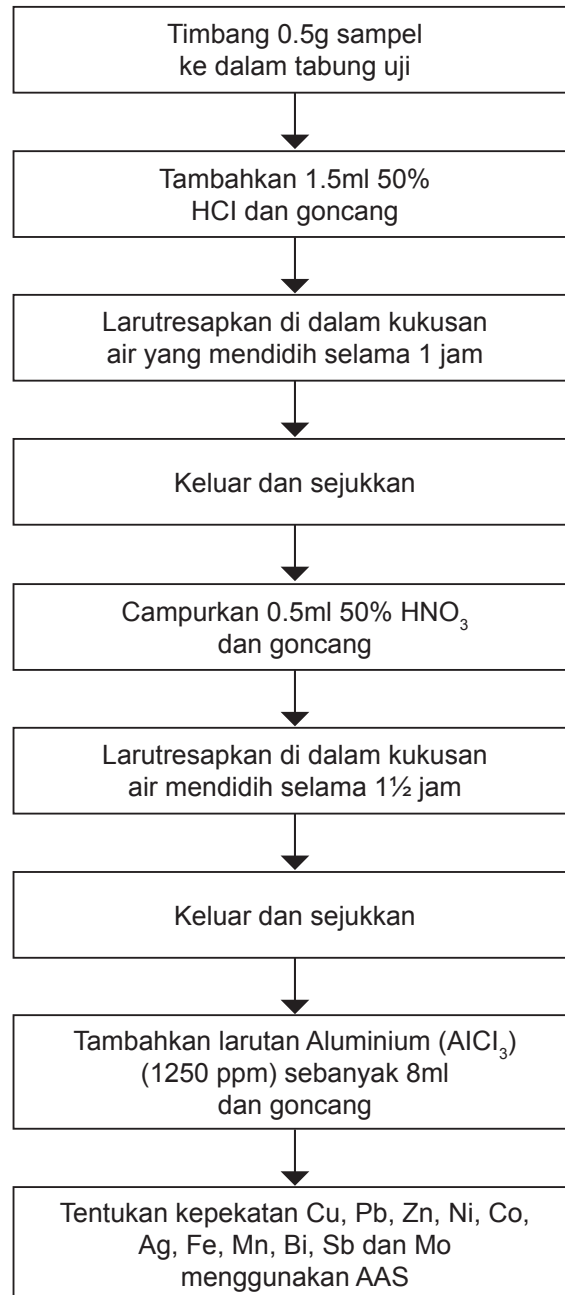 Timbang 0.5g sampel
ke dalam tabung uji
Tambahkan 1.5ml 50%
HCl dan goncang
Larutresapkan di dalam kukusan
air yang mendidih selama 1 jam
Keluar dan sejukkan
Campurkan 0.5ml 50% HNO₃
dan goncang
Larutresapkan di dalam kukusan
air mendidih selama 1½ jam
Keluar dan sejukkan
Tambahkan larutan Aluminium (AlCl₃)
(1250 ppm) sebanyak 8ml
dan goncang
Tentukan kepekatan Cu, Pb, Zn, Ni, Co,
Ag, Fe, Mn, Bi, Sb dan Mo
menggunakan AAS